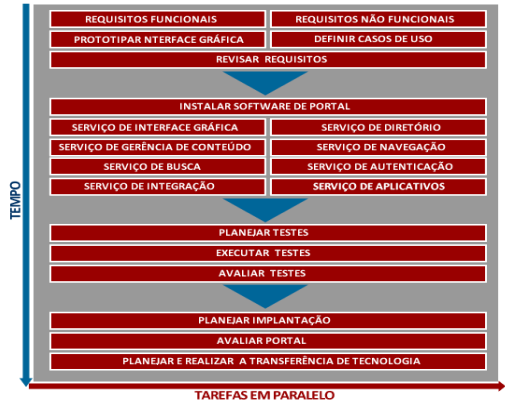 REQUISITOS FUNCIONAIS
REQUISITOS NÃO FUNCIONAIS
PROTOTIPAR NTERFACE GRÁFICA
DEFINIR CASOS DE USO
REVISAR REQUISITOS
INSTALAR SOFTWARE DE PORTAL
SERVIÇO DE INTERFACE GRÁFICA
SERVIÇO DE DIRETÓRIO
SERVIÇO DE GERÊNCIA DE CONTEÚDO
SERVIÇO DE NAVEGAÇÃO
SERVIÇO DE BUSCA
SERVIÇO DE AUTENTICAÇÃO
SERVIÇO DE INTEGRAÇÃO
SERVIÇO DE APLICATIVOS
PLANEJAR TESTES
EXECUTAR TESTES
AVALIAR TESTES
PLANEJAR IMPLANTAÇÃO
AVALIAR PORTAL
PLANEJAR E REALIZAR A TRANSFERÊNCIA DE TECNOLOGIA
TEMPO
TAREFAS EM PARALELO